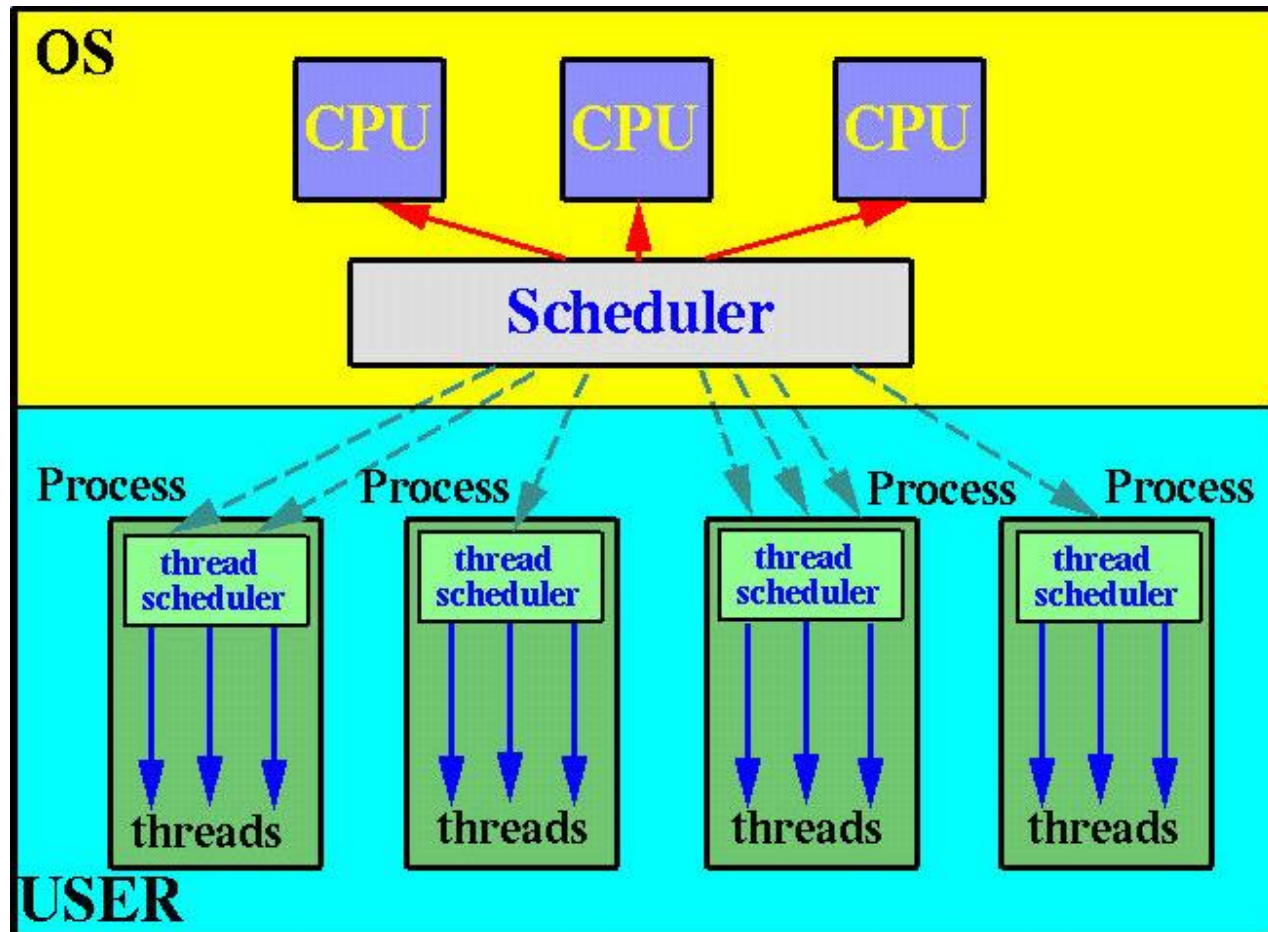 OS
CPU
CPU
CPU
Scheduler
Process
Process
Process
Process
thread
scheduler
thread
scheduler
thread
scheduler
thread
scheduler
threads
threads
threads
threads
USER